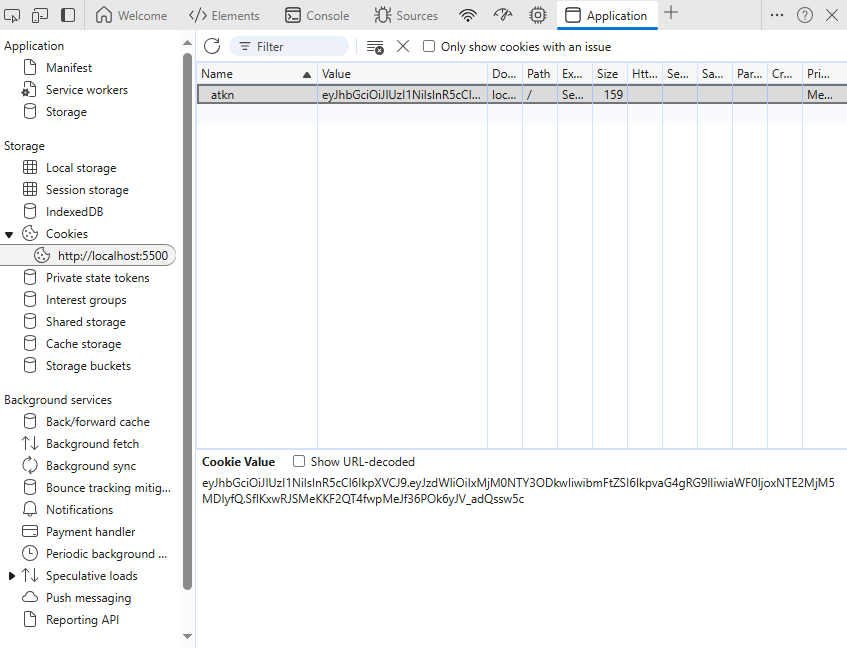 Welcome
Elements
Console
Sources
Application
Application
Manifest
Service workers
Storage
Storage
Local storage
Session storage
IndexedDB
Cookies
http://localhost:5500
Private state tokens
Interest groups
Shared storage
Cache storage
Storage buckets
Background services
Back/forward cache
Background fetch
Background sync
Bounce tracking mitig...
Notifications
Payment handler
Periodic background ...
Speculative loads
Push messaging
Reporting API
Filter
Only show cookies with an issue
Name Value Do... Path Ex... Size Htt... Se... Sa... Par... Cr... Pri...
atkn eyJhbGciOiJIUzI1NiIsInR5cCI... loc... / Se... 159 Me...
Cookie Value Show URL-decoded
eyJhbGciOiJIUzI1NiIsInR5cCI6IkpXVCJ9.eyJzdWIiOiIxMjM0NTY3ODkwIiwibmFtZSI6IkpvaG4gRG9lIiwiaWF0IjoxNTE2MjM5
MDIyfQ.SflKxwRJSMeKKF2QT4fwpMeJf36POk6yJV_adQssw5c